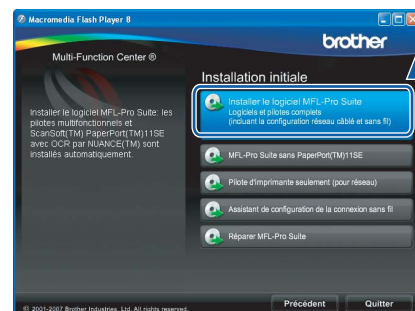 Macromedia Flash Player 8
brother
Multi-Function Center ®
Installation initiale
Installer le logiciel MFL-Pro Suite: les
pilotes multifonctionnels et
ScanSoft(TM) PaperPort(TM)11SE
avec OCR par NUANCE(TM) sont
installés automatiquement.
Installer le logiciel MFL-Pro Suite
Logiciels et pilotes complets
(incluant la configuration réseau câblé et sans fil)
MFL-Pro Suite sans PaperPort(TM)11SE
Pilote d'imprimante seulement (pour réseau)
Assistant de configuration de la connexion sans fil
Réparer MFL-Pro Suite
Précédent
Quitter
© 2001-2007 Brother Industries, Ltd. All rights reserved.